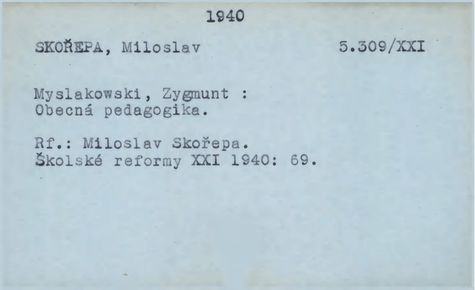 1940
SKOŘEPA, Miloslav 5.309/XXI
Myslakowski, Zygmunt :
Obecná pedagogika.
Rf.: Miloslav Skořepa.
Školské reformy XXI 1940: 69.